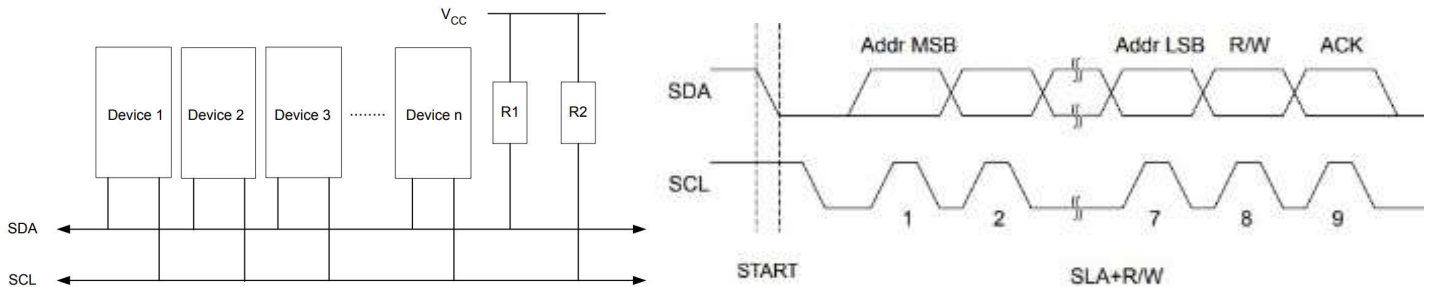 VCC
Device 1 Device 2 Device 3 ........ Device n R1 R2
SDA
SCL
Addr MSB Addr LSB R/W ACK
SDA
SCL
1 2 7 8 9
START SLA+R/W